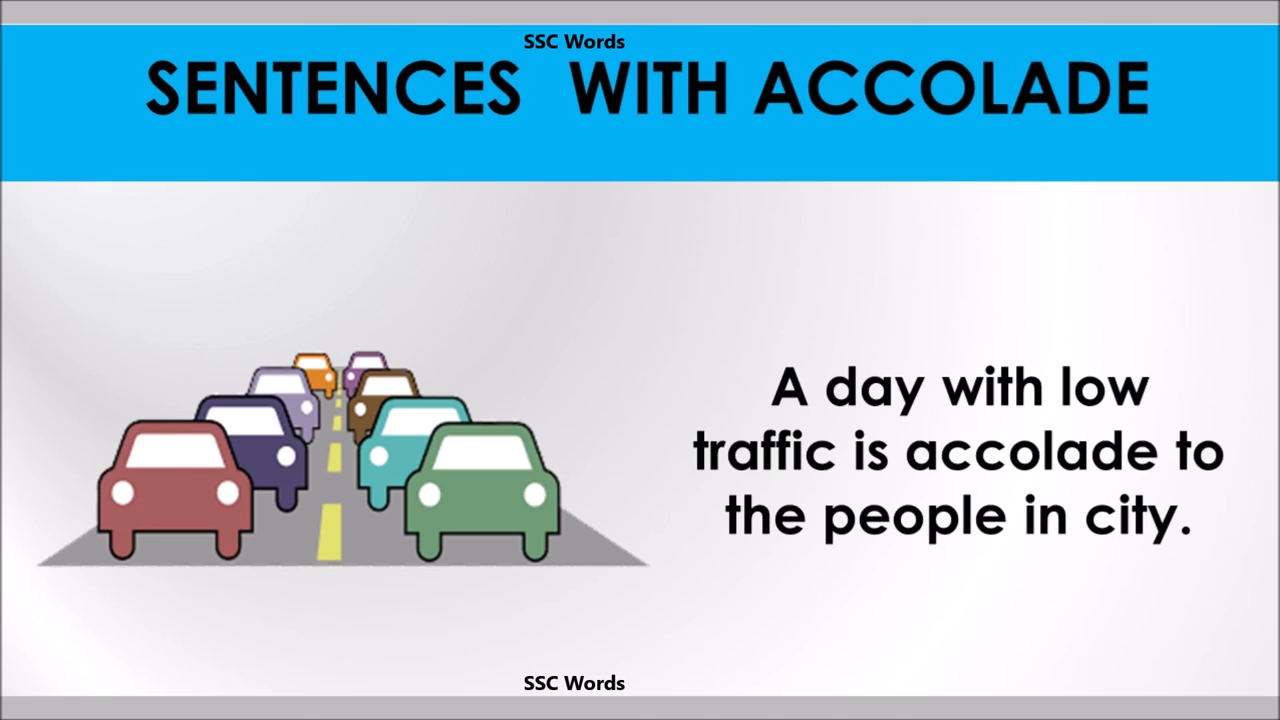 SSC Words
SENTENCES WITH ACCOLADE
A day with low
traffic is accolade to
the people in city.
SSC Words